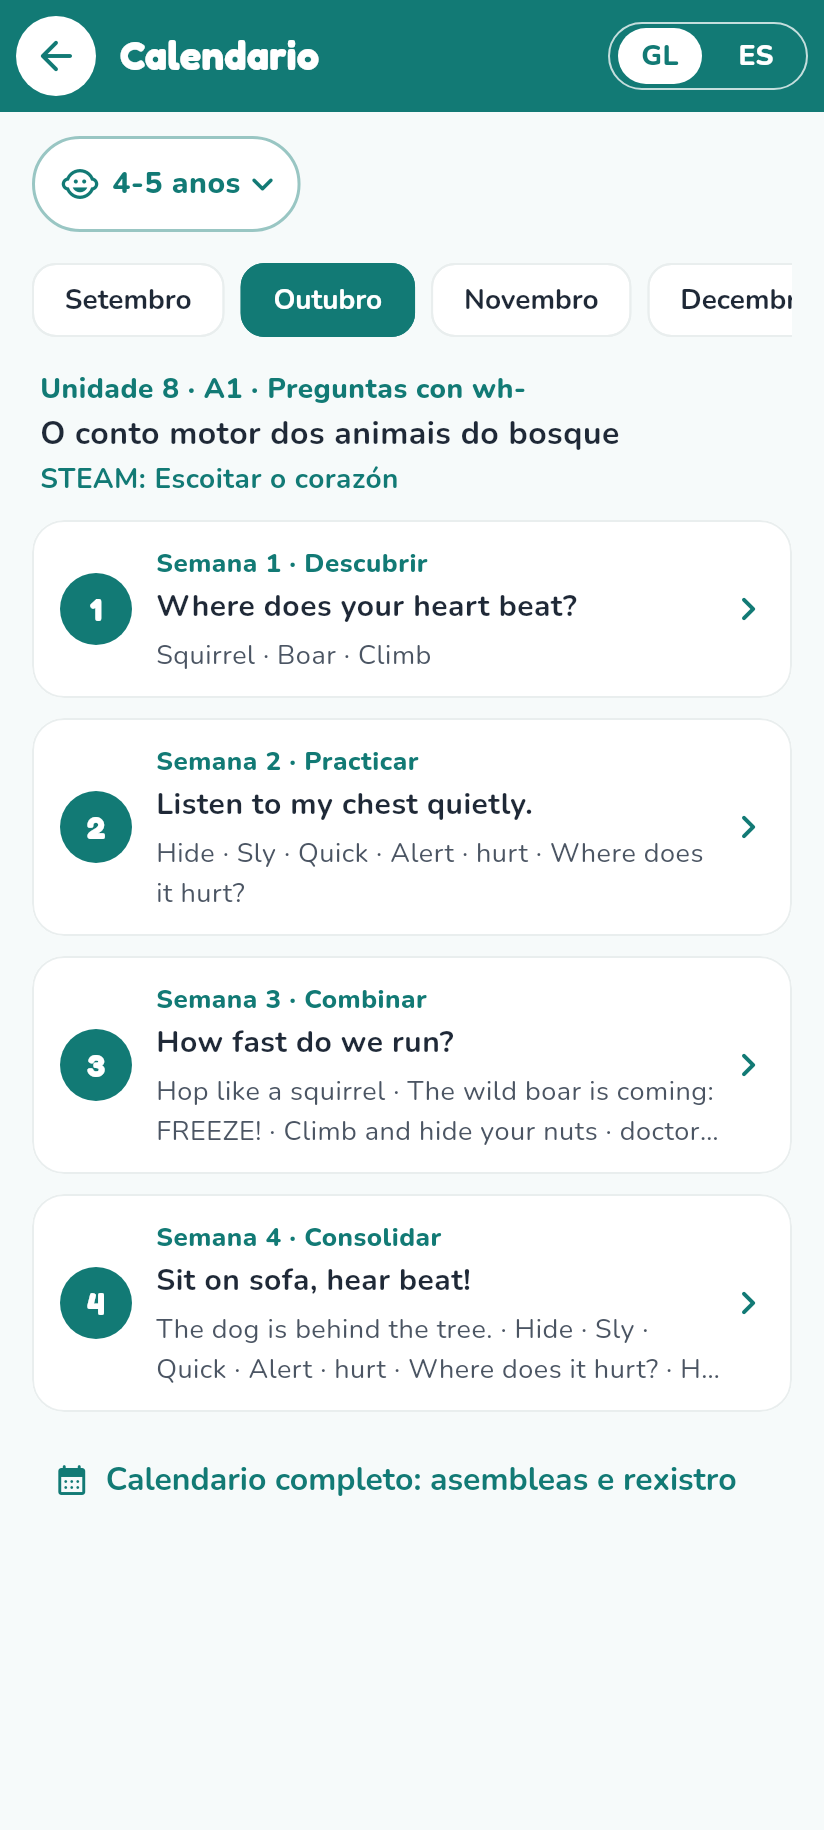 Calendario
GL ES
4-5 anos
Setembro Outubro Novembro Decembr
Unidade 8 · A1 · Preguntas con wh-
O conto motor dos animais do bosque
STEAM: Escoitar o corazón
Semana 1 · Descubrir
1
Where does your heart beat?
Squirrel · Boar · Climb
Semana 2 · Practicar
2
Listen to my chest quietly.
Hide · Sly · Quick · Alert · hurt · Where does
it hurt?
Semana 3 · Combinar
3
How fast do we run?
Hop like a squirrel · The wild boar is coming:
FREEZE! · Climb and hide your nuts · doctor...
Semana 4 · Consolidar
4
Sit on sofa, hear beat!
The dog is behind the tree. · Hide · Sly ·
Quick · Alert · hurt · Where does it hurt? · H...
Calendario completo: asembleas e rexistro